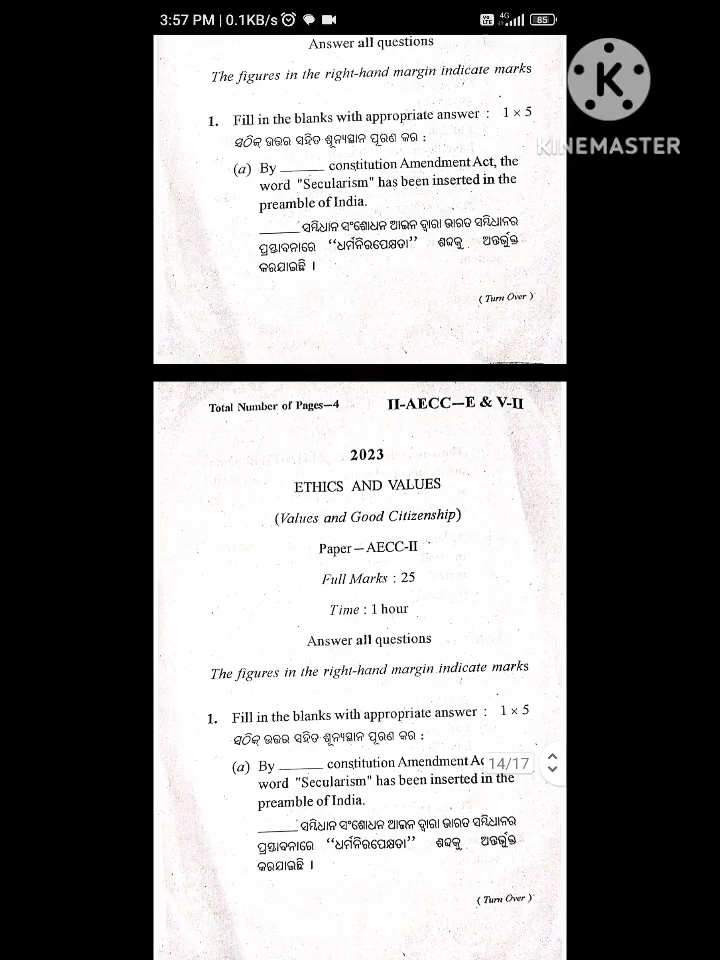 3:57 PM | 0.1KB/s
4G
85
K
KINEMASTER
Answer all questions
The figures in the right-hand margin indicate marks
1. Fill in the blanks with appropriate answer : 1 × 5
ସଠିକ୍ ଉତ୍ତର ସହିତ ଶୂନ୍ୟସ୍ଥାନ ପୂରଣ କର :
(a) By ______ constitution Amendment Act, the
word "Secularism" has been inserted in the
preamble of India.
______ ସମ୍ବିଧାନ ସଂଶୋଧନ ଆଇନ ଦ୍ୱାରା ଭାରତ ସମ୍ବିଧାନର
ପ୍ରସ୍ତାବନାରେ ‘‘ଧର୍ମନିରପେକ୍ଷତା’’ ଶବ୍ଦକୁ ଅନ୍ତର୍ଭୁକ୍ତ
କରଯାଇଛି ।
( Turn Over )
Total Number of Pages—4 II-AECC—E & V-II
2023
ETHICS AND VALUES
(Values and Good Citizenship)
Paper – AECC-II
Full Marks : 25
Time : 1 hour
Answer all questions
The figures in the right-hand margin indicate marks
1. Fill in the blanks with appropriate answer : 1 × 5
ସଠିକ୍ ଉତ୍ତର ସହିତ ଶୂନ୍ୟସ୍ଥାନ ପୂରଣ କର :
(a) By ______ constitution Amendment Ac 14/17
word "Secularism" has been inserted in the
preamble of India.
______ ସମ୍ବିଧାନ ସଂଶୋଧନ ଆଇନ ଦ୍ୱାରା ଭାରତ ସମ୍ବିଧାନର
ପ୍ରସ୍ତାବନାରେ ‘‘ଧର୍ମନିରପେକ୍ଷତା’’ ଶବ୍ଦକୁ ଅନ୍ତର୍ଭୁକ୍ତ
କରଯାଇଛି ।
( Turn Over )